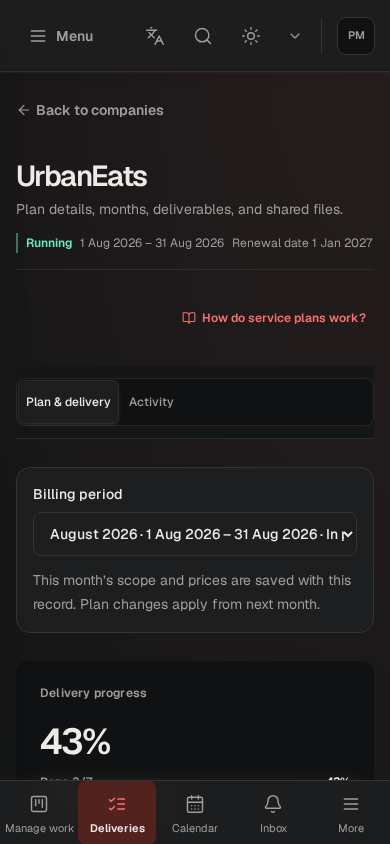 Menu
PM
Back to companies
UrbanEats
Plan details, months, deliverables, and shared files.
Running 1 Aug 2026 – 31 Aug 2026 Renewal date 1 Jan 2027
How do service plans work?
Plan & delivery Activity
Billing period
August 2026 · 1 Aug 2026 – 31 Aug 2026 · In
This month's scope and prices are saved with this
record. Plan changes apply from next month.
Delivery progress
43%
Manage work Deliveries Calendar Inbox More